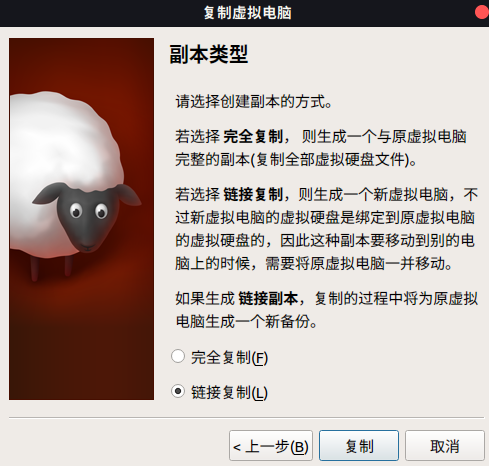 复制虚拟电脑
副本类型
请选择创建副本的方式。
若选择 完全复制， 则生成一个与原虚拟电脑
完整的副本(复制全部虚拟硬盘文件)。
若选择 链接复制，则生成一个新虚拟电脑，不
过新虚拟电脑的虚拟硬盘是绑定到原虚拟电脑
的虚拟硬盘的，因此这种副本要移动到别的电
脑上的时候，需要将原虚拟电脑一并移动。
如果生成 链接副本，复制的过程中将为原虚拟
电脑生成一个新备份。
完全复制(F)
链接复制(L)
< 上一步(B)
复制
取消